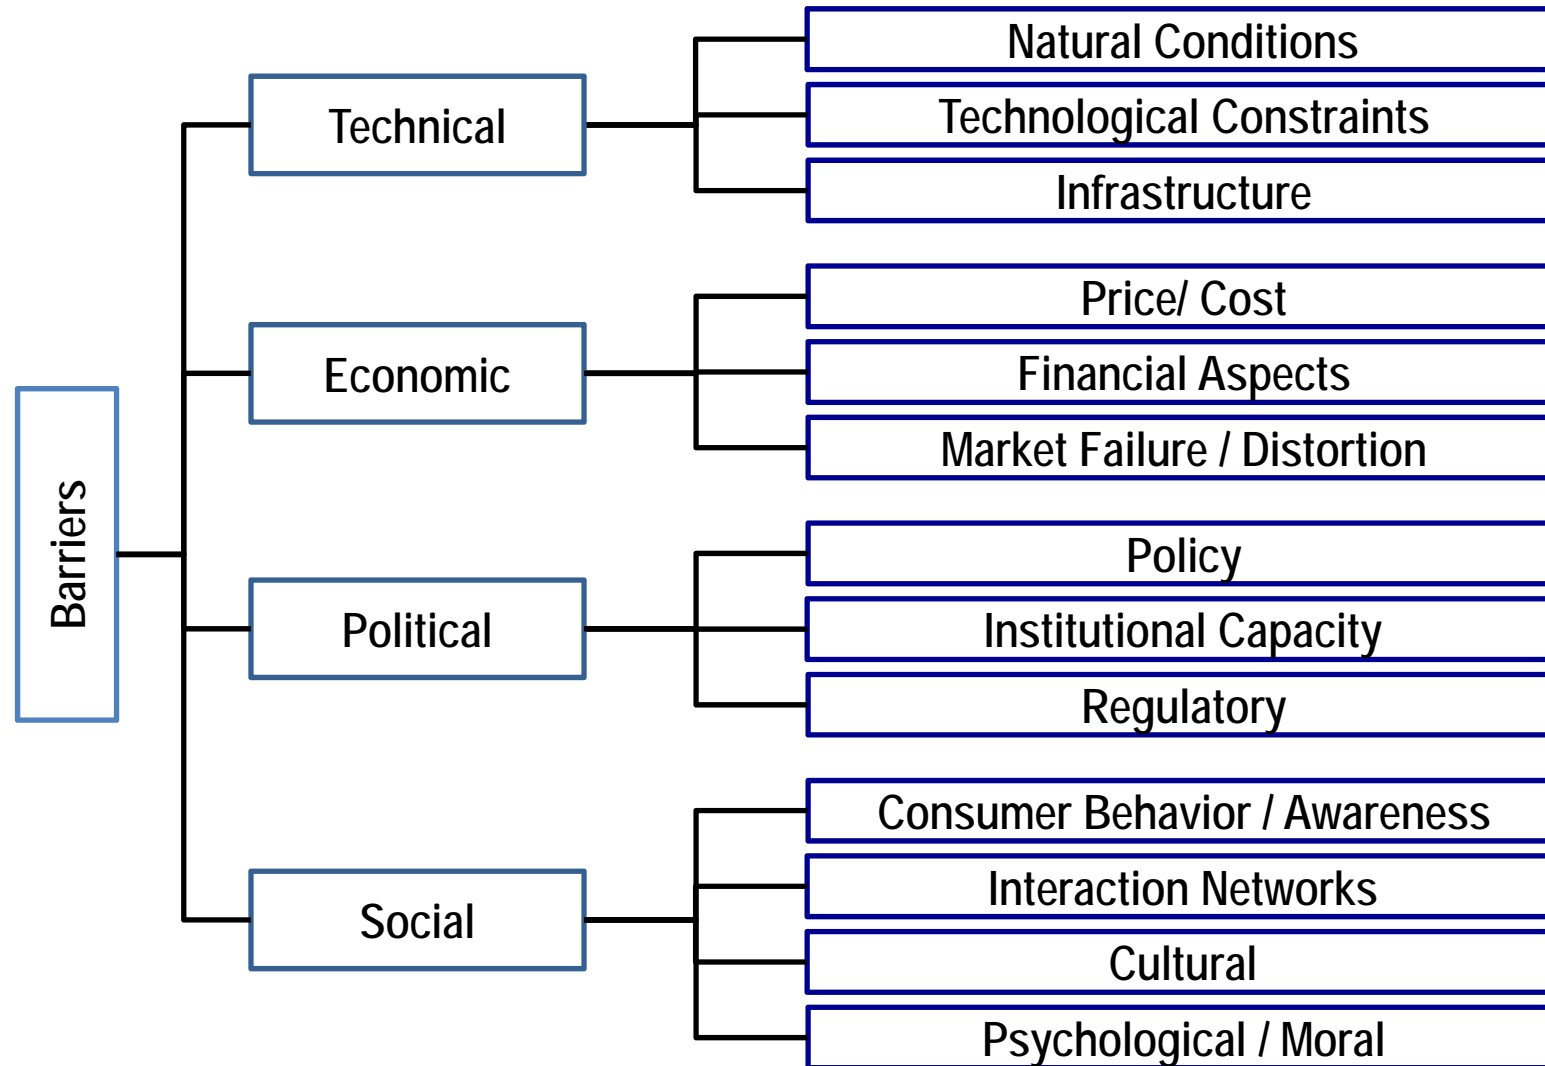 Barriers
Technical
Natural Conditions
Technological Constraints
Infrastructure
Economic
Price/ Cost
Financial Aspects
Market Failure / Distortion
Political
Policy
Institutional Capacity
Regulatory
Social
Consumer Behavior / Awareness
Interaction Networks
Cultural
Psychological / Moral